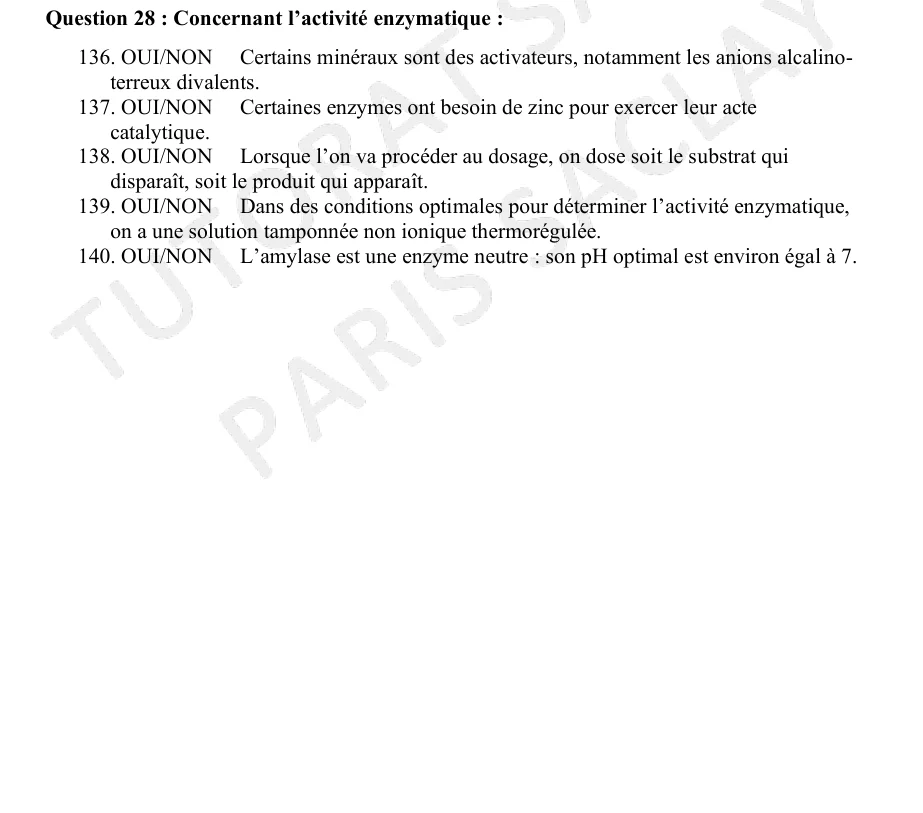 Question 28 : Concernant l’activité enzymatique :
136. OUI/NON Certains minéraux sont des activateurs, notamment les anions alcalino-
terreux divalents.
137. OUI/NON Certaines enzymes ont besoin de zinc pour exercer leur acte
catalytique.
138. OUI/NON Lorsque l’on va procéder au dosage, on dose soit le substrat qui
disparaît, soit le produit qui apparaît.
139. OUI/NON Dans des conditions optimales pour déterminer l’activité enzymatique,
on a une solution tamponnée non ionique thermorégulée.
140. OUI/NON L’amylase est une enzyme neutre : son pH optimal est environ égal à 7.
TUTORAT
PARIS SACLAY